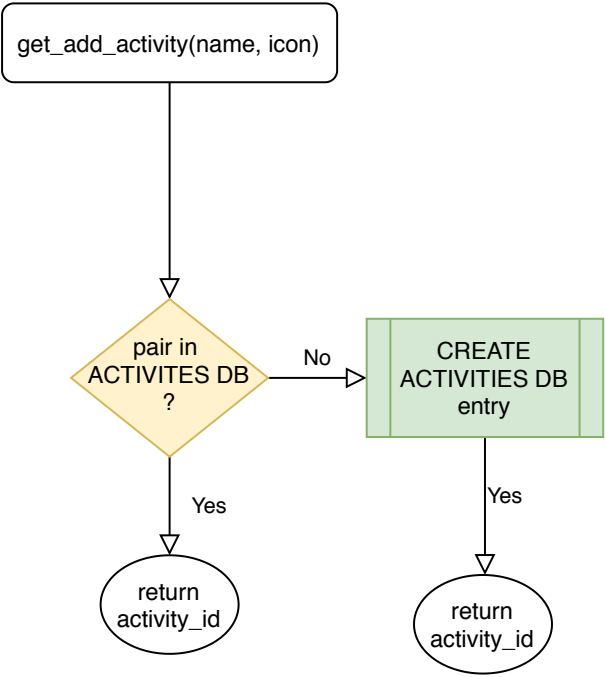 get_add_activity(name, icon)
pair in
ACTIVITES DB
?
No
CREATE
ACTIVITIES DB
entry
Yes
Yes
return
activity_id
return
activity_id